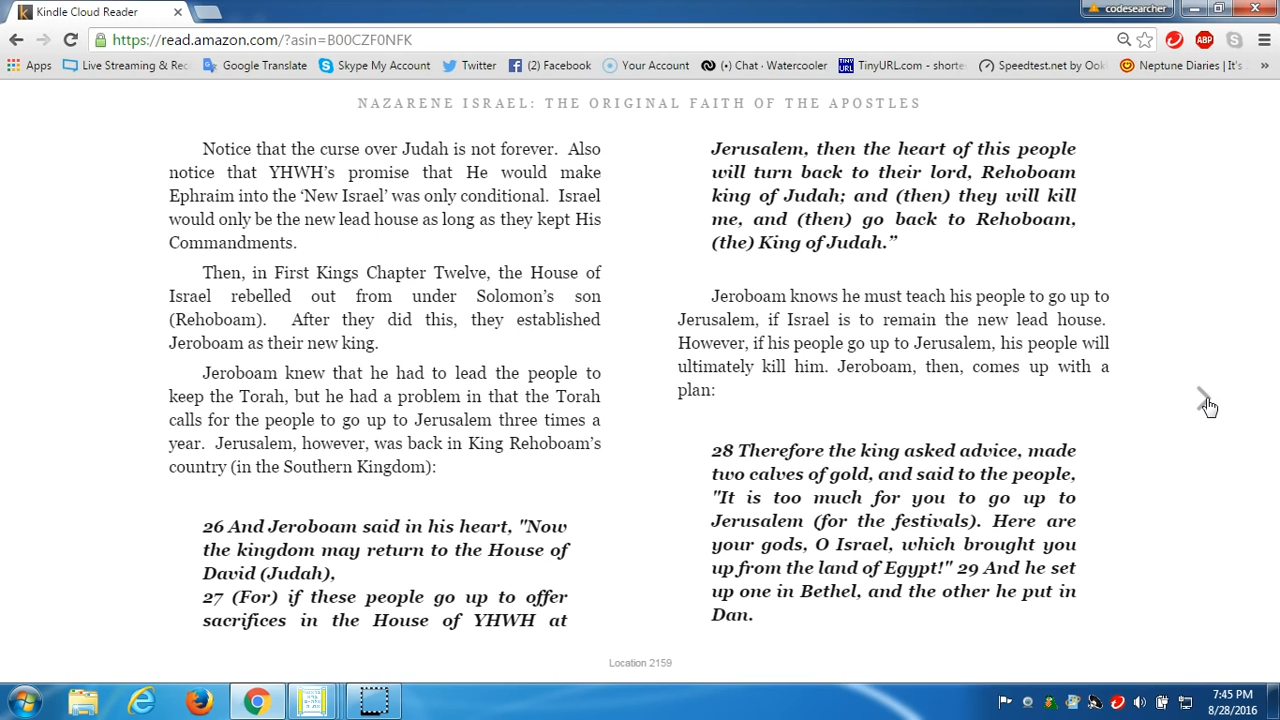 Kindle Cloud Reader
codesearcher
https://read.amazon.com/?asin=B00CZF0NFK
ABP
Apps
Live Streaming & Rec
Google Translate
Skype My Account
Twitter
(2) Facebook
Your Account
(•) Chat · Watercooler
TINY URL
TinyURL.com - shorte
Speedtest.net by Ook
Neptune Diaries | It's
»
NAZARENE ISRAEL: THE ORIGINAL FAITH OF THE APOSTLES
Notice that the curse over Judah is not forever. Also
notice that YHWH's promise that He would make
Ephraim into the 'New Israel' was only conditional. Israel
would only be the new lead house as long as they kept His
Commandments.
Then, in First Kings Chapter Twelve, the House of
Israel rebelled out from under Solomon's son
(Rehoboam). After they did this, they established
Jeroboam as their new king.
Jeroboam knew that he had to lead the people to
keep the Torah, but he had a problem in that the Torah
calls for the people to go up to Jerusalem three times a
year. Jerusalem, however, was back in King Rehoboam's
country (in the Southern Kingdom):
26 And Jeroboam said in his heart, "Now
the kingdom may return to the House of
David (Judah),
27 (For) if these people go up to offer
sacrifices in the House of YHWH at
Jerusalem, then the heart of this people
will turn back to their lord, Rehoboam
king of Judah; and (then) they will kill
me, and (then) go back to Rehoboam,
(the) King of Judah."
Jeroboam knows he must teach his people to go up to
Jerusalem, if Israel is to remain the new lead house.
However, if his people go up to Jerusalem, his people will
ultimately kill him. Jeroboam, then, comes up with a
plan:
28 Therefore the king asked advice, made
two calves of gold, and said to the people,
"It is too much for you to go up to
Jerusalem (for the festivals). Here are
your gods, O Israel, which brought you
up from the land of Egypt!" 29 And he set
up one in Bethel, and the other he put in
Dan.
Location 2159
7:45 PM
8/28/2016